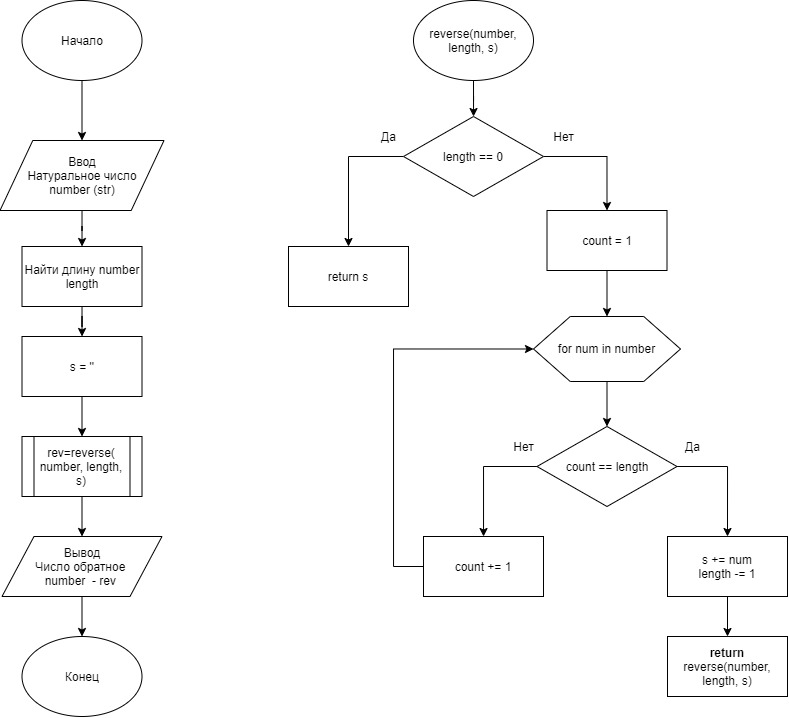 Начало
Ввод
Натуральное число
number (str)
Найти длину number
length
s = "
rev=reverse(
number, length,
s)
Вывод
Число обратное
number - rev
Конец
reverse(number,
length, s)
length == 0
Да
Нет
return s
count = 1
for num in number
count == length
Нет
Да
count += 1
s += num
length -= 1
return
reverse(number,
length, s)